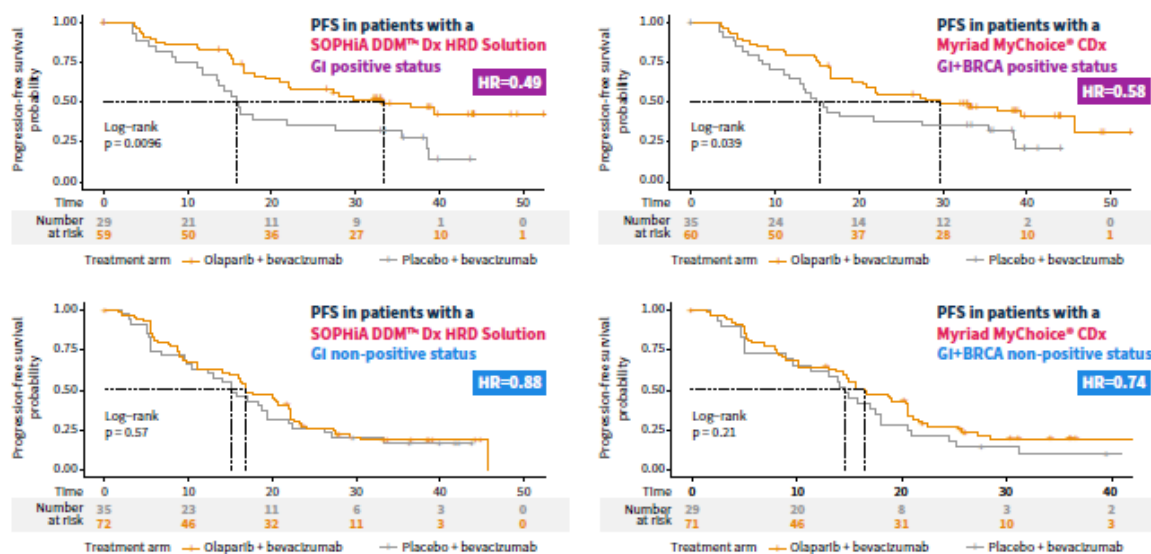 PFS in patients with a
SOPHiA DDM™ Dx HRD Solution
GI positive status
HR=0.49
Progression-free survival
probability
1.00
0.75
0.50
0.25
0.00
Log-rank
p = 0.0096
Time 0 10 20 30 40 50
Number at risk
29 21 11 9 1 0
59 50 36 27 10 1
Treatment arm Olaparib + bevacizumab Placebo + bevacizumab
PFS in patients with a
Myriad MyChoice® CDx
GI+BRCA positive status
HR=0.58
Progression-free survival
probability
1.00
0.75
0.50
0.25
0.00
Log-rank
p = 0.039
Time 0 10 20 30 40 50
Number at risk
35 24 14 12 2 0
60 50 37 28 10 1
Treatment arm Olaparib + bevacizumab Placebo + bevacizumab
PFS in patients with a
SOPHiA DDM™ Dx HRD Solution
GI non-positive status
HR=0.88
Progression-free survival
probability
1.00
0.75
0.50
0.25
0.00
Log-rank
p = 0.57
Time 0 10 20 30 40 50
Number at risk
35 23 11 6 3 0
72 46 32 11 3 0
Treatment arm Olaparib + bevacizumab Placebo + bevacizumab
PFS in patients with a
Myriad MyChoice® CDx
GI+BRCA non-positive status
HR=0.74
Progression-free survival
probability
1.00
0.75
0.50
0.25
0.00
Log-rank
p = 0.21
Time 0 10 20 30 40
Number at risk
29 20 8 3 2
71 46 31 10 3
Treatment arm Olaparib + bevacizumab Placebo + bevacizumab